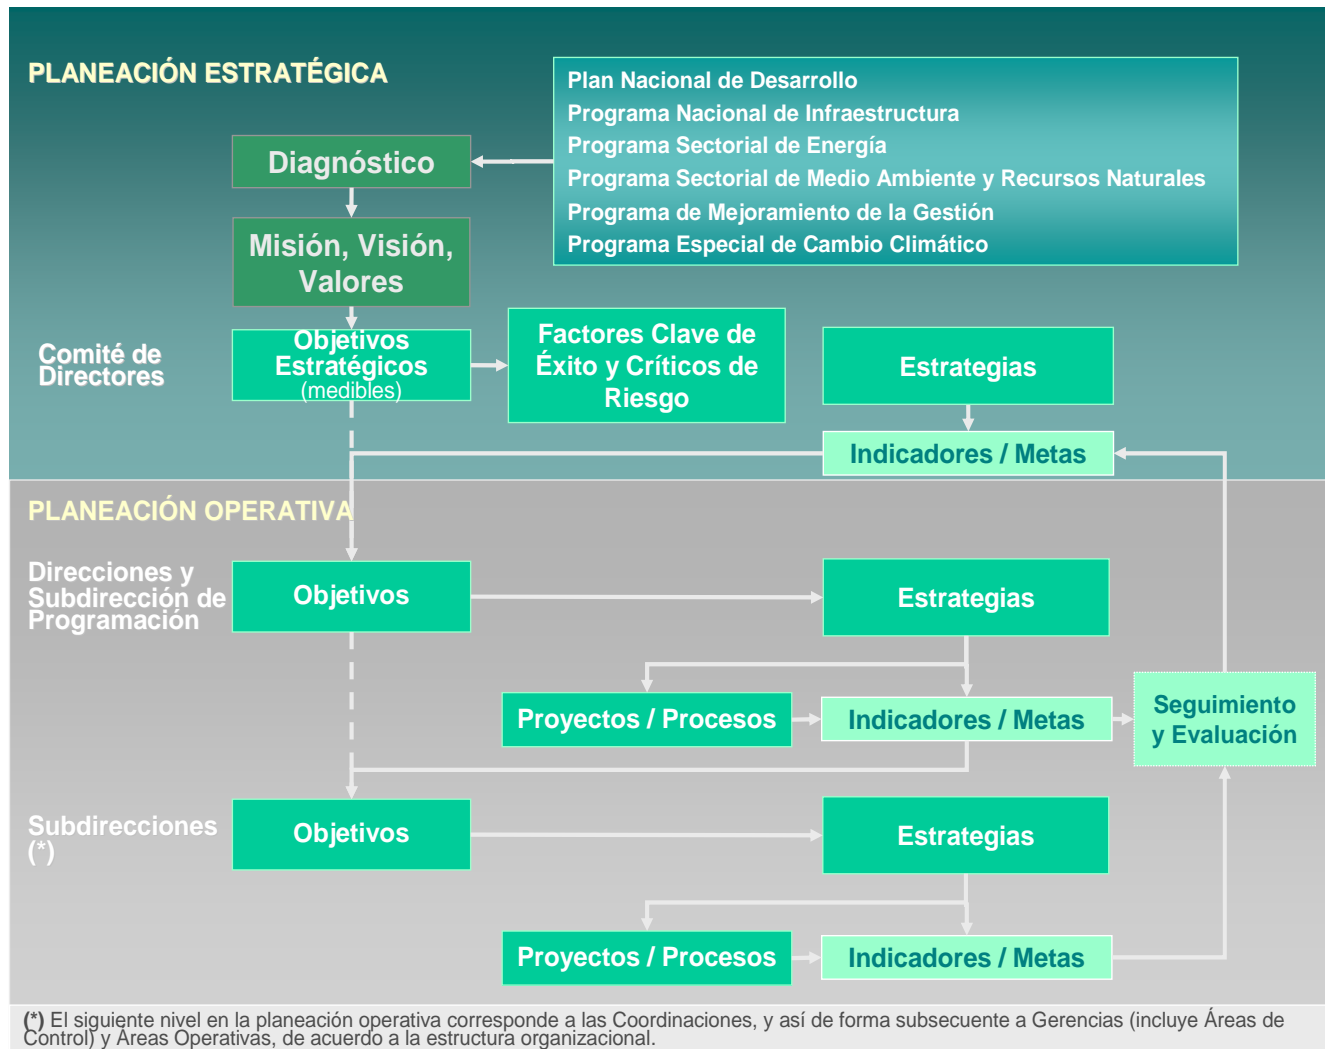 PLANEACIÓN ESTRATÉGICA
Plan Nacional de Desarrollo
Programa Nacional de Infraestructura
Programa Sectorial de Energía
Programa Sectorial de Medio Ambiente y Recursos Naturales
Programa de Mejoramiento de la Gestión
Programa Especial de Cambio Climático
Diagnóstico
Misión, Visión,
Valores
Comité de
Directores
Objetivos
Estratégicos
(medibles)
Factores Clave de
Éxito y Críticos de
Riesgo
Estrategias
Indicadores / Metas
PLANEACIÓN OPERATIVA
Direcciones y
Subdirección de
Programación
Objetivos
Estrategias
Proyectos / Procesos
Indicadores / Metas
Seguimiento
y Evaluación
Subdirecciones
(*)
Objetivos
Estrategias
Proyectos / Procesos
Indicadores / Metas
(*) El siguiente nivel en la planeación operativa corresponde a las Coordinaciones, y así de forma subsecuente a Gerencias (incluye Áreas de
Control) y Áreas Operativas, de acuerdo a la estructura organizacional.